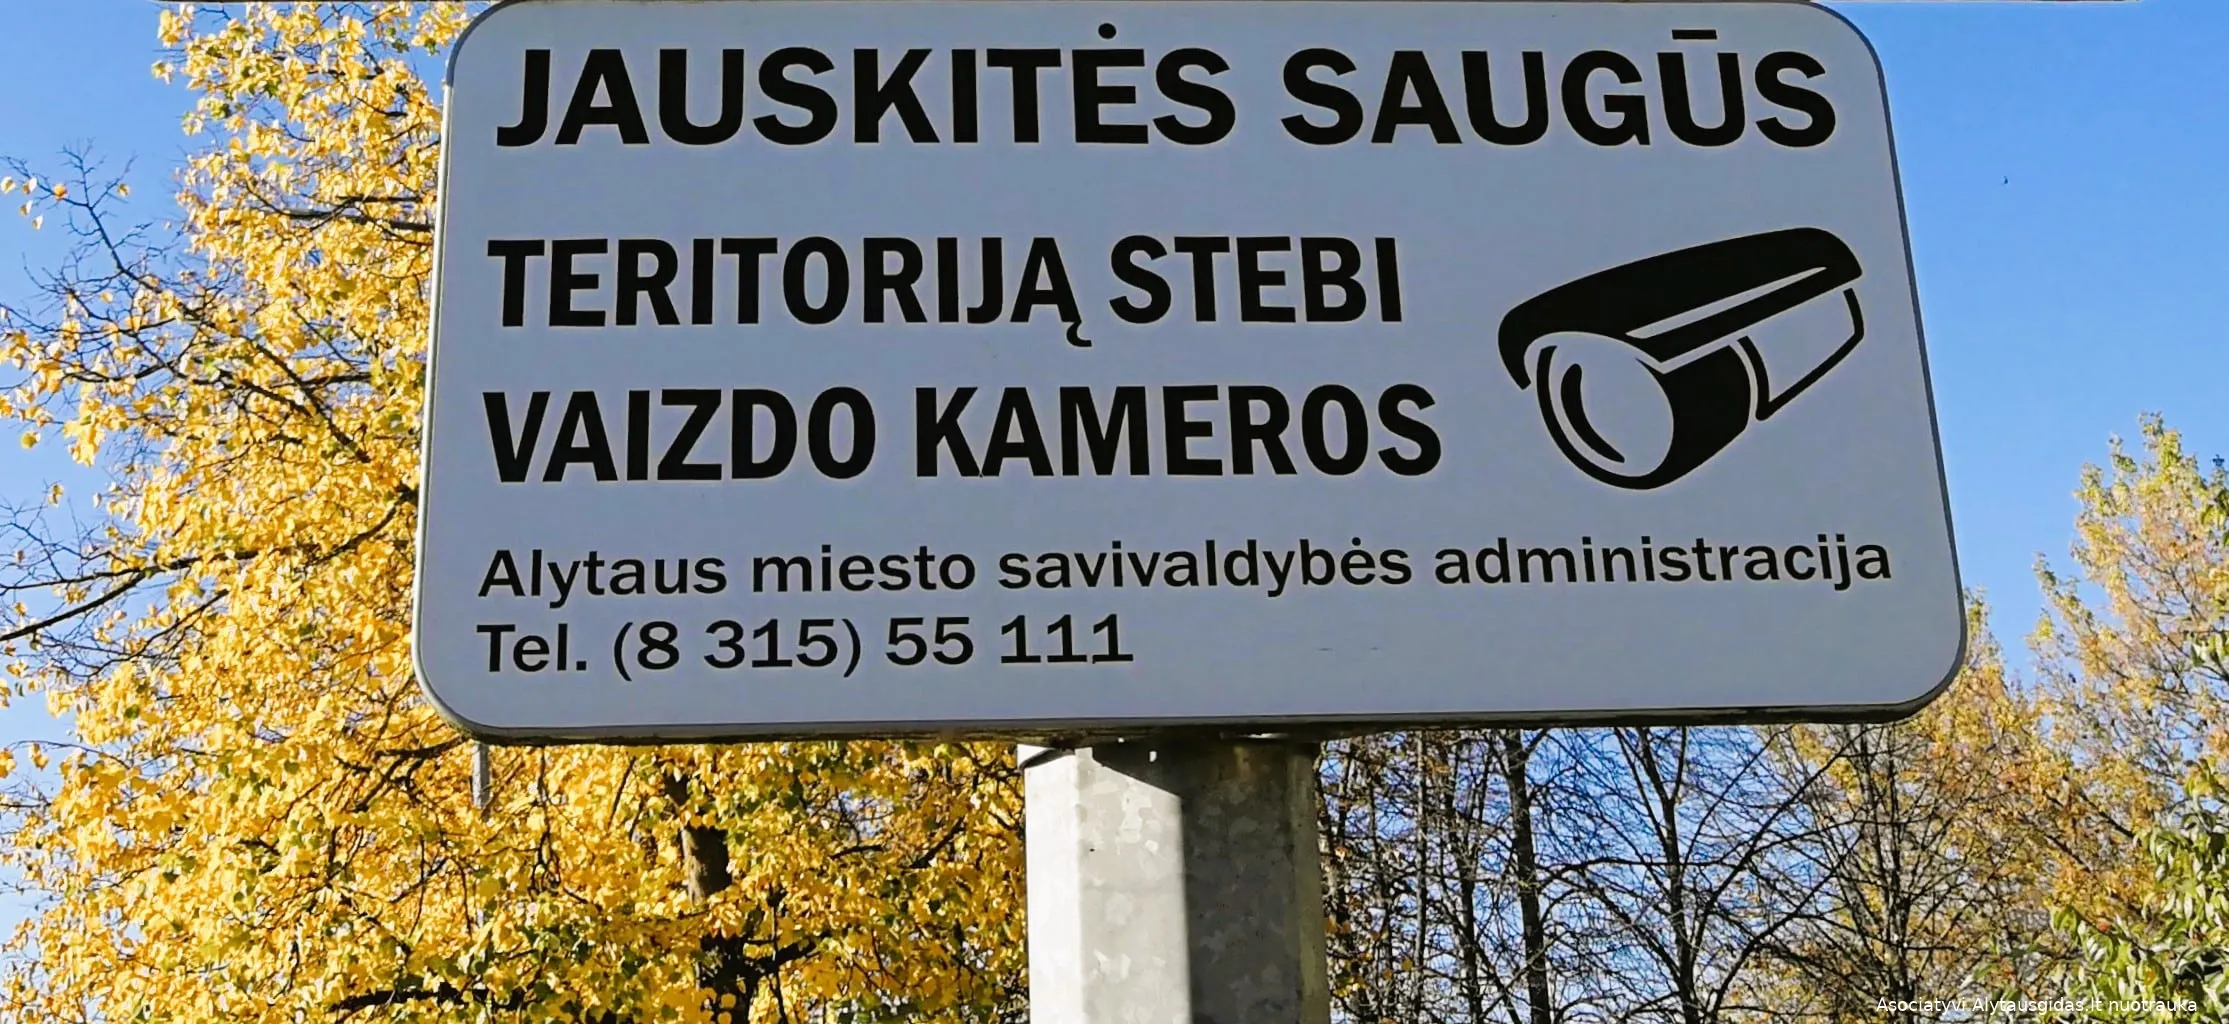 JAUSKITĖS SAUGŪS
TERITORIJĄ STEBI
VAIZDO KAMEROS
Alytaus miesto savivaldybės administracija
Tel. (8 315) 55 111
Asociatyvi Alytausgidas.lt nuotrauka